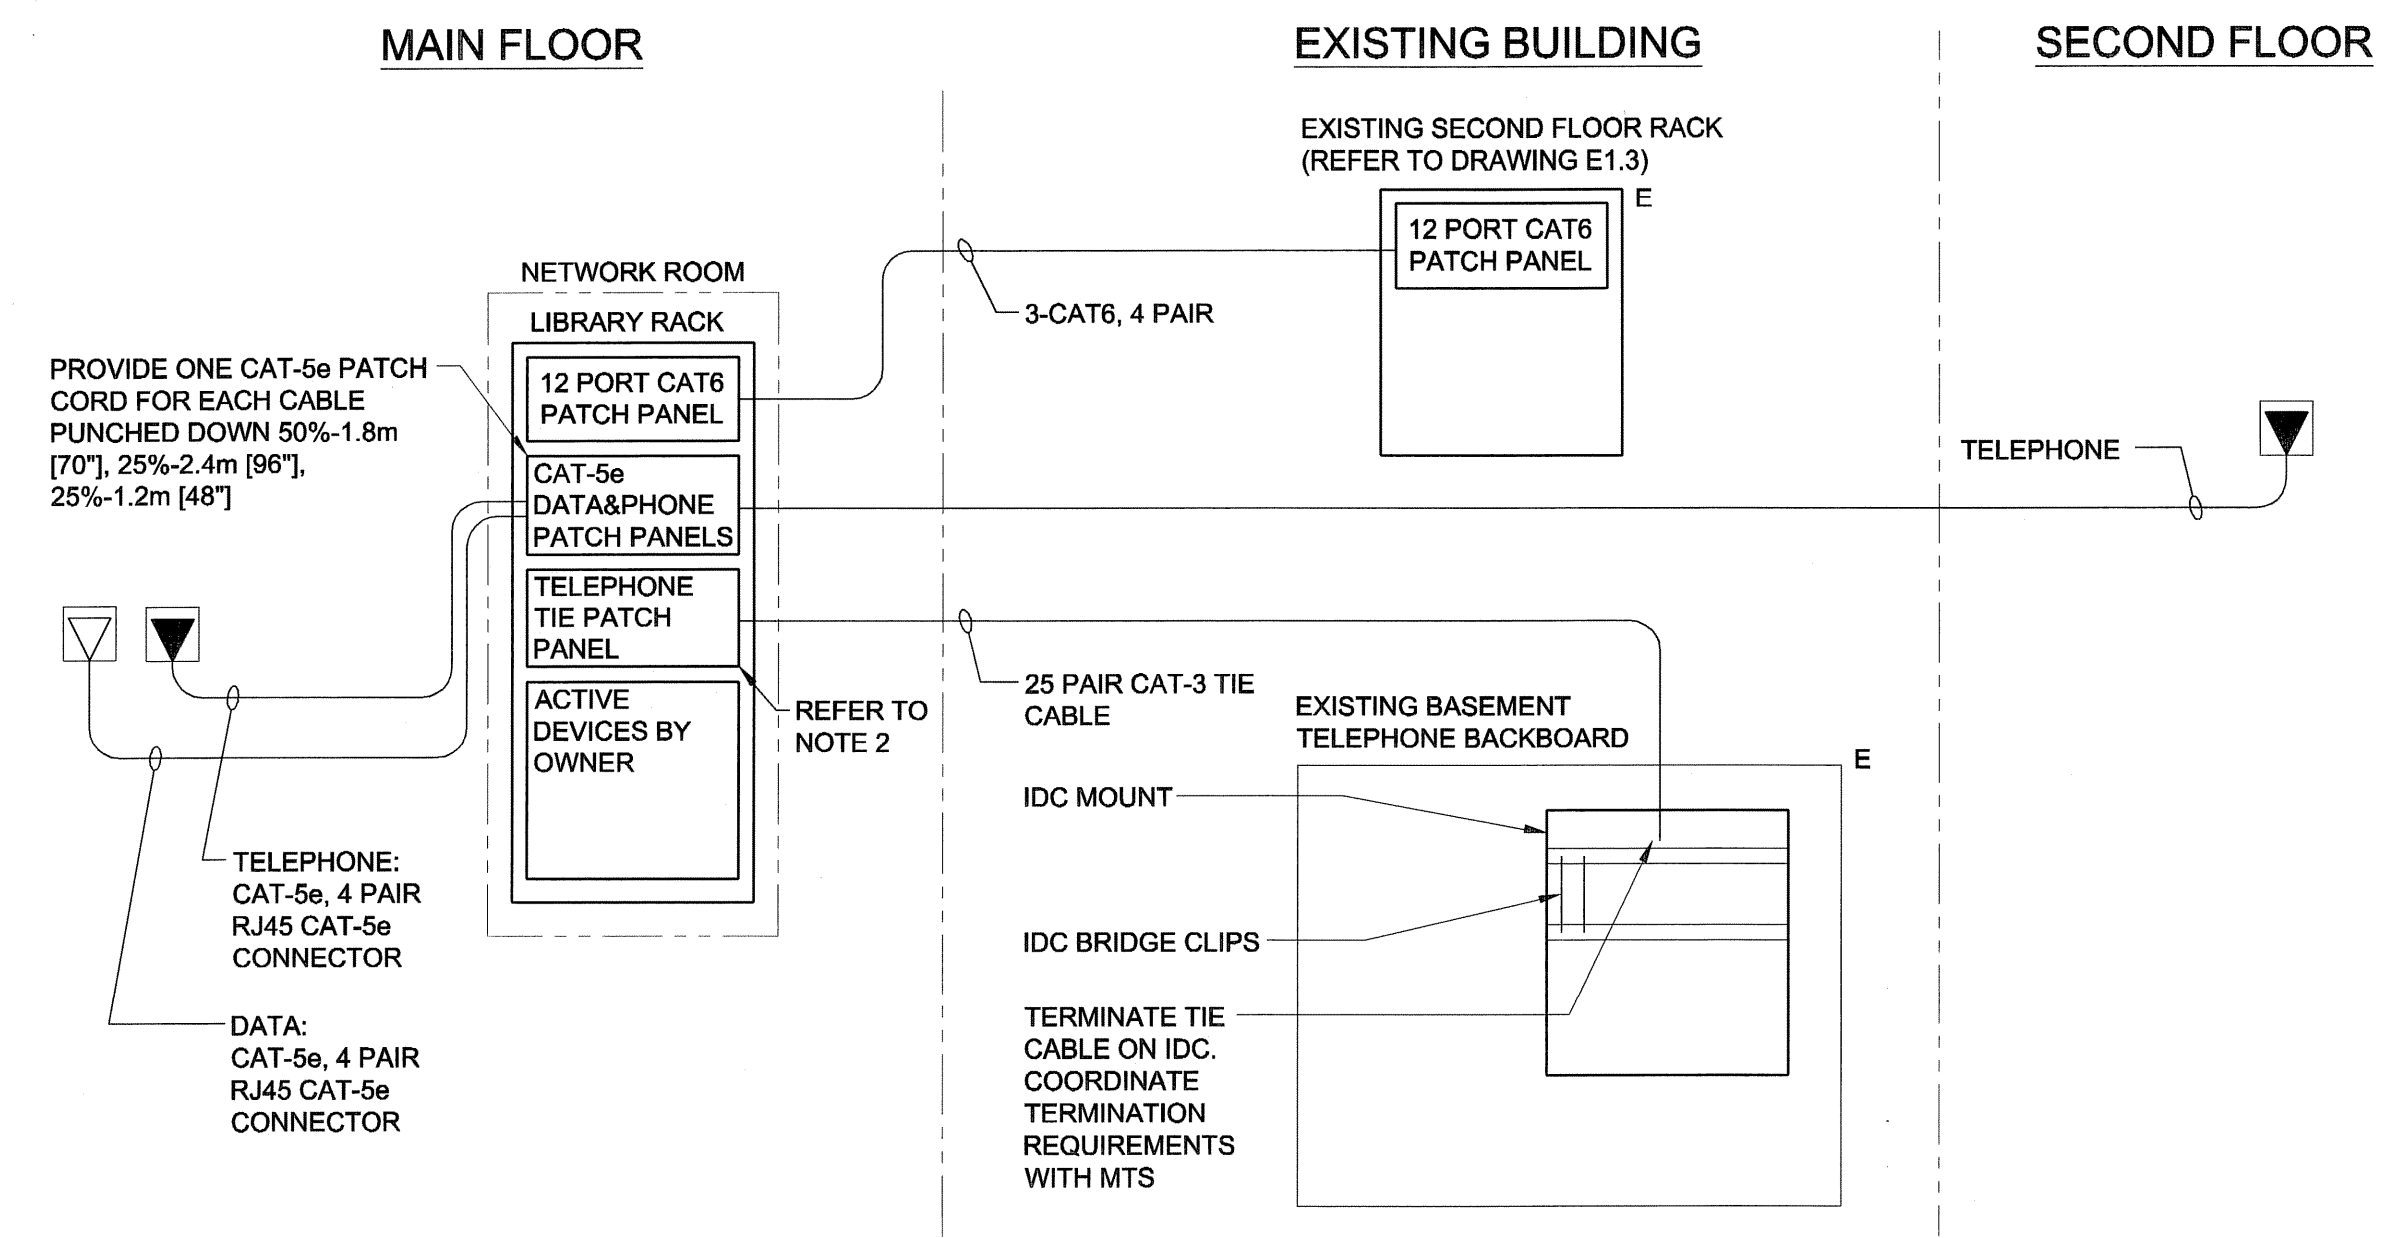 MAIN FLOOR
EXISTING BUILDING
SECOND FLOOR
EXISTING SECOND FLOOR RACK
(REFER TO DRAWING E1.3)
E
12 PORT CAT6
PATCH PANEL
3-CAT6, 4 PAIR
NETWORK ROOM
LIBRARY RACK
12 PORT CAT6
PATCH PANEL
PROVIDE ONE CAT-5e PATCH
CORD FOR EACH CABLE
PUNCHED DOWN 50%-1.8m
[70"], 25%-2.4m [96"],
25%-1.2m [48"]
CAT-5e
DATA&PHONE
PATCH PANELS
TELEPHONE
TELEPHONE
TIE PATCH
PANEL
ACTIVE
DEVICES BY
OWNER
REFER TO
NOTE 2
25 PAIR CAT-3 TIE
CABLE
EXISTING BASEMENT
TELEPHONE BACKBOARD
E
IDC MOUNT
IDC BRIDGE CLIPS
TERMINATE TIE
CABLE ON IDC.
COORDINATE
TERMINATION
REQUIREMENTS
WITH MTS
TELEPHONE:
CAT-5e, 4 PAIR
RJ45 CAT-5e
CONNECTOR
DATA:
CAT-5e, 4 PAIR
RJ45 CAT-5e
CONNECTOR